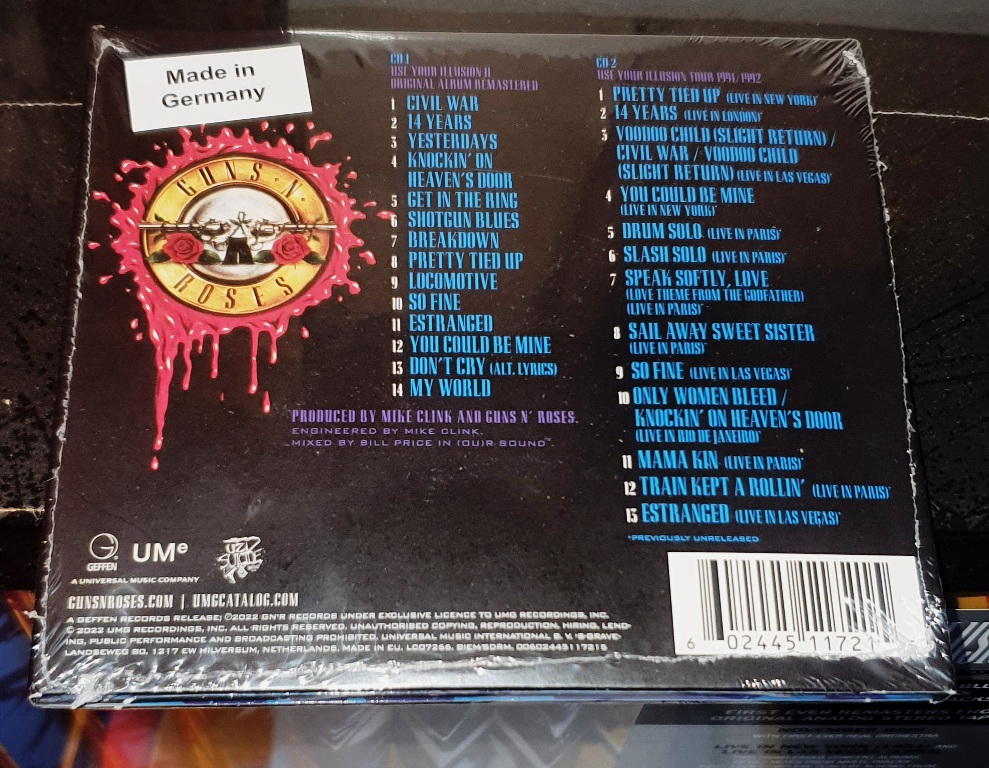 Made in
Germany
GUNS N'
ROSES
CD 1
USE YOUR ILLUSION II
ORIGINAL ALBUM REMASTERED
1 CIVIL WAR
2 14 YEARS
3 YESTERDAYS
4 KNOCKIN' ON
HEAVEN'S DOOR
5 GET IN THE RING
6 SHOTGUN BLUES
7 BREAKDOWN
8 PRETTY TIED UP
9 LOCOMOTIVE
10 SO FINE
11 ESTRANGED
12 YOU COULD BE MINE
13 DON'T CRY (ALT. LYRICS)
14 MY WORLD
PRODUCED BY MIKE CLINK AND GUNS N' ROSES.
ENGINEERED BY MIKE CLINK.
MIXED BY BILL PRICE IN (OU)R SOUND™.
CD 2
USE YOUR ILLUSION TOUR 1991/1992
1 PRETTY TIED UP (LIVE IN NEW YORK)*
2 14 YEARS (LIVE IN LONDON)*
3 VOODOO CHILD (SLIGHT RETURN) /
CIVIL WAR / VOODOO CHILD
(SLIGHT RETURN) (LIVE IN LAS VEGAS)*
4 YOU COULD BE MINE
(LIVE IN NEW YORK)*
5 DRUM SOLO (LIVE IN PARIS)*
6 SLASH SOLO (LIVE IN PARIS)*
7 SPEAK SOFTLY, LOVE
(LOVE THEME FROM THE GODFATHER)
(LIVE IN PARIS)*
8 SAIL AWAY SWEET SISTER
(LIVE IN PARIS)*
9 SO FINE (LIVE IN LAS VEGAS)*
10 ONLY WOMEN BLEED /
KNOCKIN' ON HEAVEN'S DOOR
(LIVE IN RIO DE JANEIRO)*
11 MAMA KIN (LIVE IN PARIS)*
12 TRAIN KEPT A ROLLIN' (LIVE IN PARIS)*
13 ESTRANGED (LIVE IN LAS VEGAS)*
*PREVIOUSLY UNRELEASED
GEFFEN
UMe
A UNIVERSAL MUSIC COMPANY
GUNSNROSES.COM | UMGCATALOG.COM
A GEFFEN RECORDS RELEASE; ℗2022 GN'R RECORDS UNDER EXCLUSIVE LICENCE TO UMG RECORDINGS, INC.
© 2022 UMG RECORDINGS, INC. ALL RIGHTS RESERVED. UNAUTHORISED COPYING, REPRODUCTION, HIRING, LEND-
ING, PUBLIC PERFORMANCE AND BROADCASTING PROHIBITED. UNIVERSAL MUSIC INTERNATIONAL B. V. 'S-GRAVE-
LANDSEWEG 80, 1217 EW HILVERSUM, NETHERLANDS. MADE IN EU. LC07266. BIEM/SDRM. 00602445117215
6 02445 11721
FIRST EVER
ORIGINAL ANALOG STEREO
LIVE IN NEW YORK